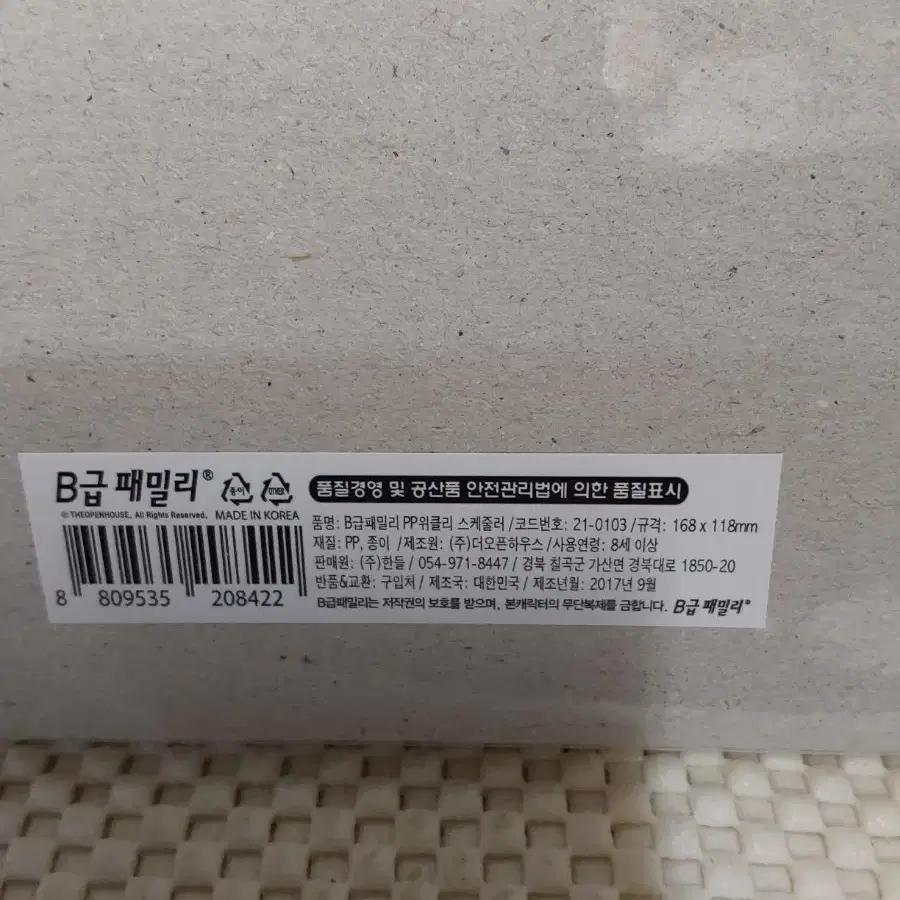 B급 패밀리®
종이
OTHER
© THEOPENHOUSE. All Rights Reserved.
MADE IN KOREA
8 809535 208422
품질경영 및 공산품 안전관리법에 의한 품질표시
품명: B급패밀리 PP위클리 스케줄러 / 코드번호: 21-0103 / 규격: 168 x 118mm
재질: PP, 종이 / 제조원: (주)더오픈하우스 / 사용연령: 8세 이상
판매원: (주)한들 / 054-971-8447 / 경북 칠곡군 가산면 경북대로 1850-20
반품&교환: 구입처 / 제조국: 대한민국 / 제조년월: 2017년 9월
B급패밀리는 저작권의 보호를 받으며, 본캐릭터의 무단복제를 금합니다. B급 패밀리®